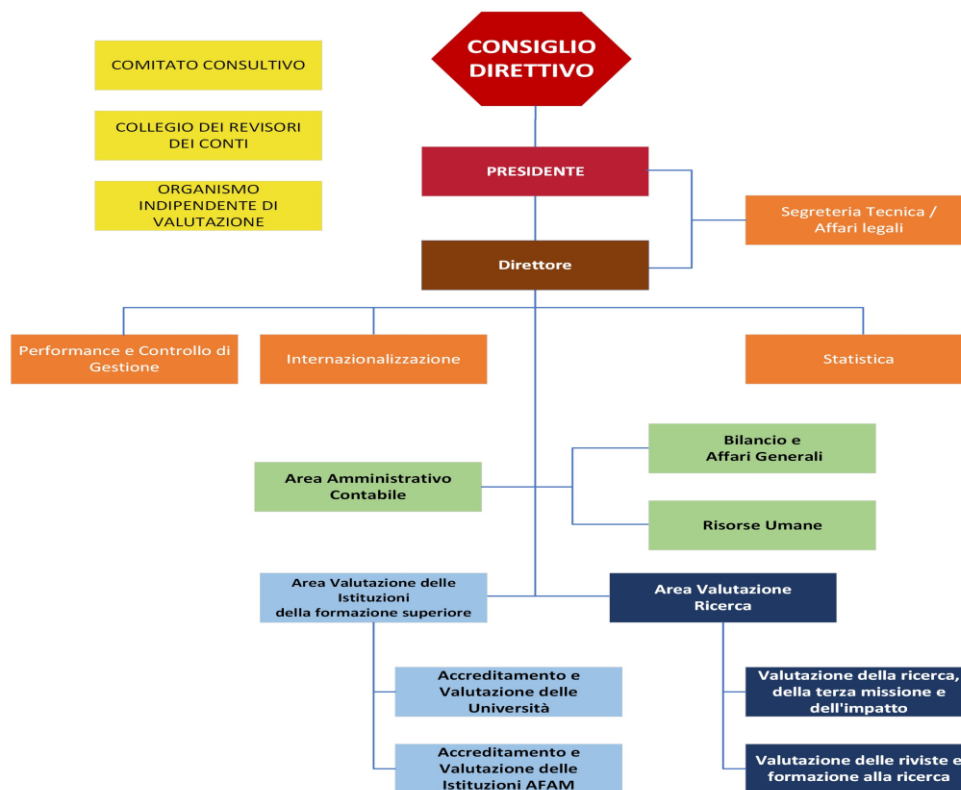 CONSIGLIO
DIRETTIVO
COMITATO CONSULTIVO
COLLEGIO DEI REVISORI
DEI CONTI
ORGANISMO
INDIPENDENTE DI
VALUTAZIONE
PRESIDENTE
Segreteria Tecnica /
Affari legali
Direttore
Performance e Controllo di
Gestione
Internazionalizzazione
Statistica
Bilancio e
Affari Generali
Area Amministrativo
Contabile
Risorse Umane
Area Valutazione delle
Istituzioni
della formazione superiore
Area Valutazione
Ricerca
Accreditamento e
Valutazione delle
Università
Valutazione della ricerca,
della terza missione e
dell'impatto
Accreditamento e
Valutazione delle
Istituzioni AFAM
Valutazione delle riviste e
formazione alla ricerca